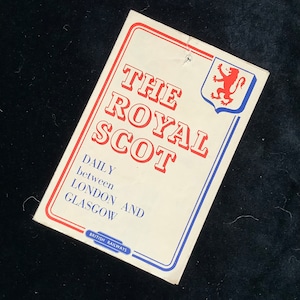 THE
ROYAL
SCOT
DAILY
between
LONDON AND
GLASGOW
BRITISH RAILWAYS